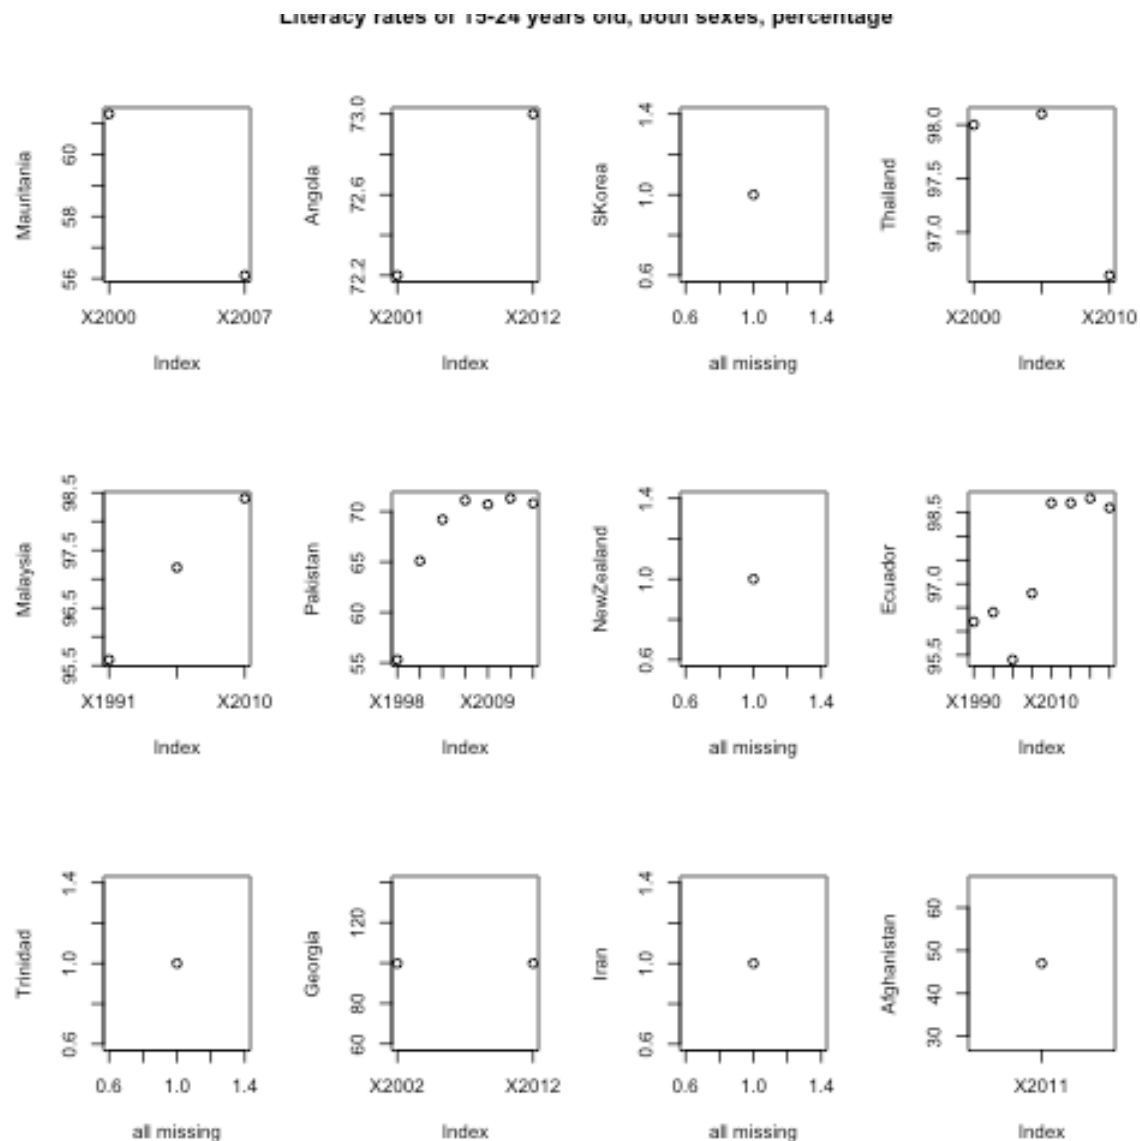 Literacy rates of 15-24 years old, both sexes, percentage
Mauritania
56 58 60
X2000 X2007
Index
Angola
72.2 72.6 73.0
X2001 X2012
Index
SKorea
0.6 1.0 1.4
0.6 1.0 1.4
all missing
Thailand
97.0 97.5 98.0
X2000 X2010
Index
Malaysia
95.5 96.5 97.5 98.5
X1991 X2010
Index
Pakistan
55 60 65 70
X1998 X2009
Index
NewZealand
0.6 1.0 1.4
0.6 1.0 1.4
all missing
Ecuador
95.5 97.0 98.5
X1990 X2010
Index
Trinidad
0.6 1.0 1.4
0.6 1.0 1.4
all missing
Georgia
60 80 120
X2002 X2012
Index
Iran
0.6 1.0 1.4
0.6 1.0 1.4
all missing
Afghanistan
30 40 50 60
X2011
Index